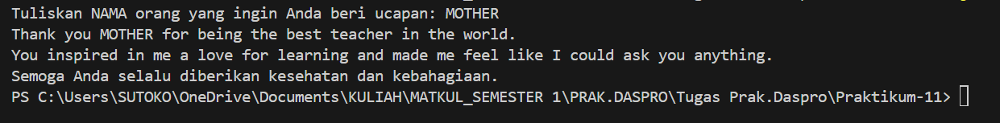 Tuliskan NAMA orang yang ingin Anda beri ucapan: MOTHER
Thank you MOTHER for being the best teacher in the world.
You inspired in me a love for learning and made me feel like I could ask you anything.
Semoga Anda selalu diberikan kesehatan dan kebahagiaan.
PS C:\Users\SUTOKO\OneDrive\Documents\KULIAH\MATKUL_SEMESTER 1\PRAK.DASPRO\Tugas Prak.Daspro\Praktikum-11>